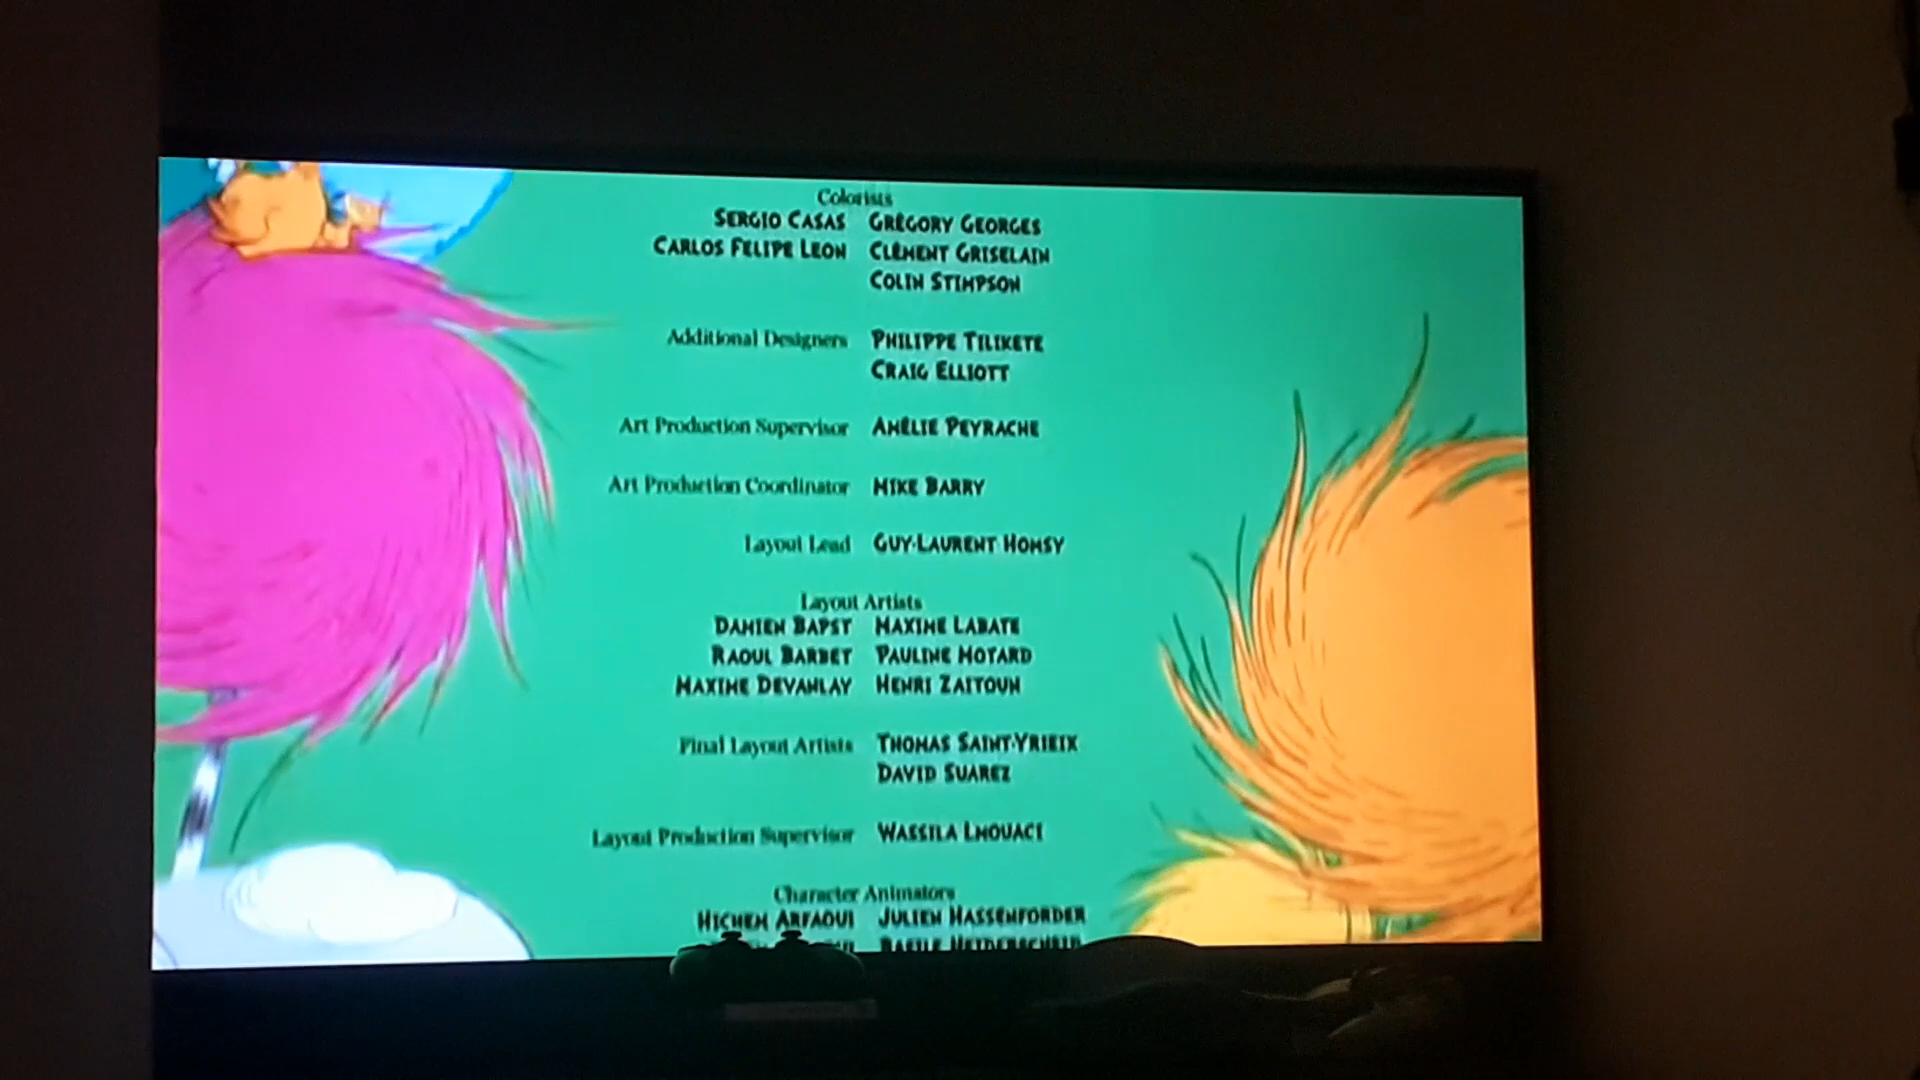 Colorists
SERGIO CASAS GRÉGORY GEORGES
CARLOS FELIPE LEON CLÉMENT GRISELAIN
COLIN STIMPSON
Additional Designers PHILIPPE TILIKETE
CRAIG ELLIOTT
Art Production Supervisor AMÉLIE PEYRACHE
Art Production Coordinator MIKE BARRY
Layout Lead GUY-LAURENT HOMSY
Layout Artists
DAMIEN BAPST MAXIME LABATE
RAOUL BARBET PAULINE MOTARD
MAXIME DEVANLAY HENRI ZAITOUN
Final Layout Artists THOMAS SAINT-YRIEIX
DAVID SUAREZ
Layout Production Supervisor WASSILA LHOUACI
Character Animators
HICHEM ARFAOUI JULIEN HASSENFORDER